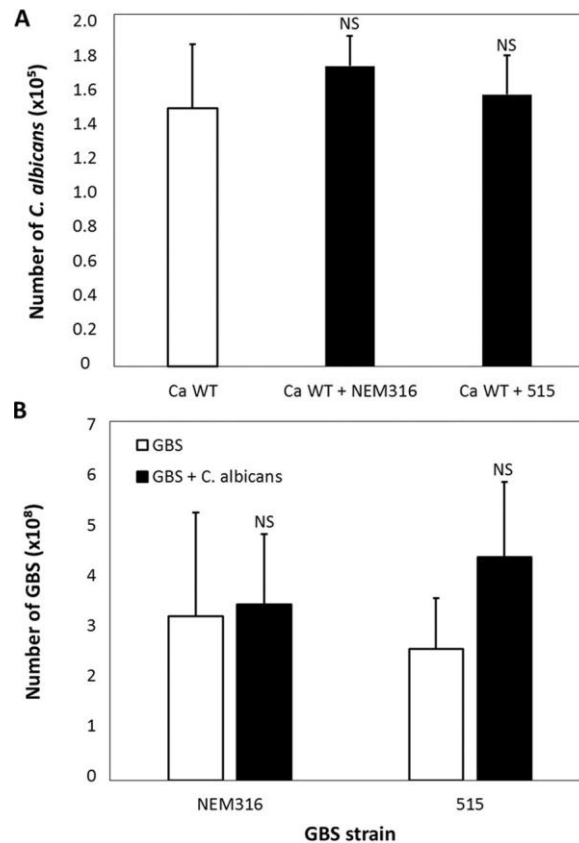 A
Number of C. albicans (x10⁵)
2.0
1.8
1.6
1.4
1.2
1.0
0.8
0.6
0.4
0.2
0
NS
NS
Ca WT
Ca WT + NEM316
Ca WT + 515
B
Number of GBS (x10⁸)
7
6
5
4
3
2
1
0
GBS
GBS + C. albicans
NS
NS
NEM316
515
GBS strain